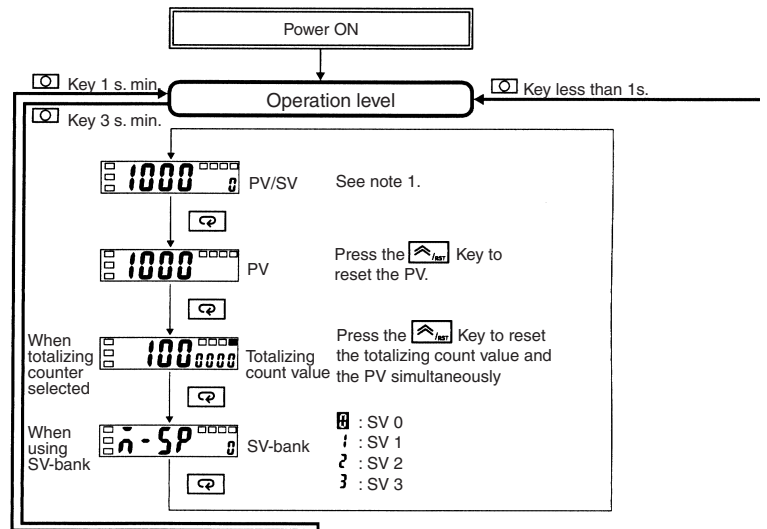 Power ON
Key 1 s. min.
Operation level
Key less than 1s.
Key 3 s. min.
1000 0
PV/SV
See note 1.
1000
PV
Press the /RST Key to
reset the PV.
When
totalizing
counter
selected
100 0000
Totalizing
count value
Press the /RST Key to reset
the totalizing count value and
the PV simultaneously
When
using
SV-bank
m-SP 0
SV-bank
0 : SV 0
1 : SV 1
2 : SV 2
3 : SV 3